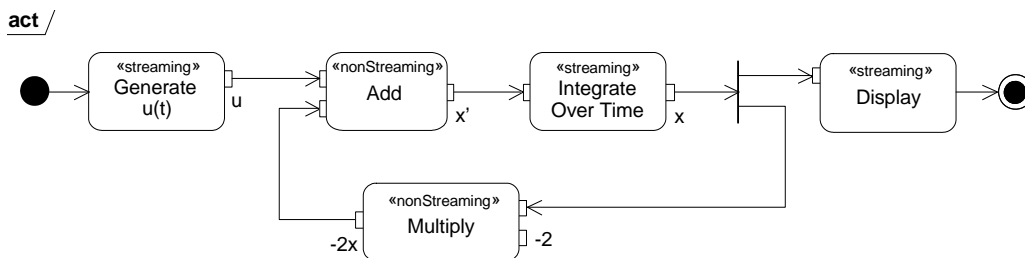 act
«streaming»
Generate
u(t)
u
«nonStreaming»
Add
x’
«streaming»
Integrate
Over Time
x
«streaming»
Display
«nonStreaming»
Multiply
-2x
-2